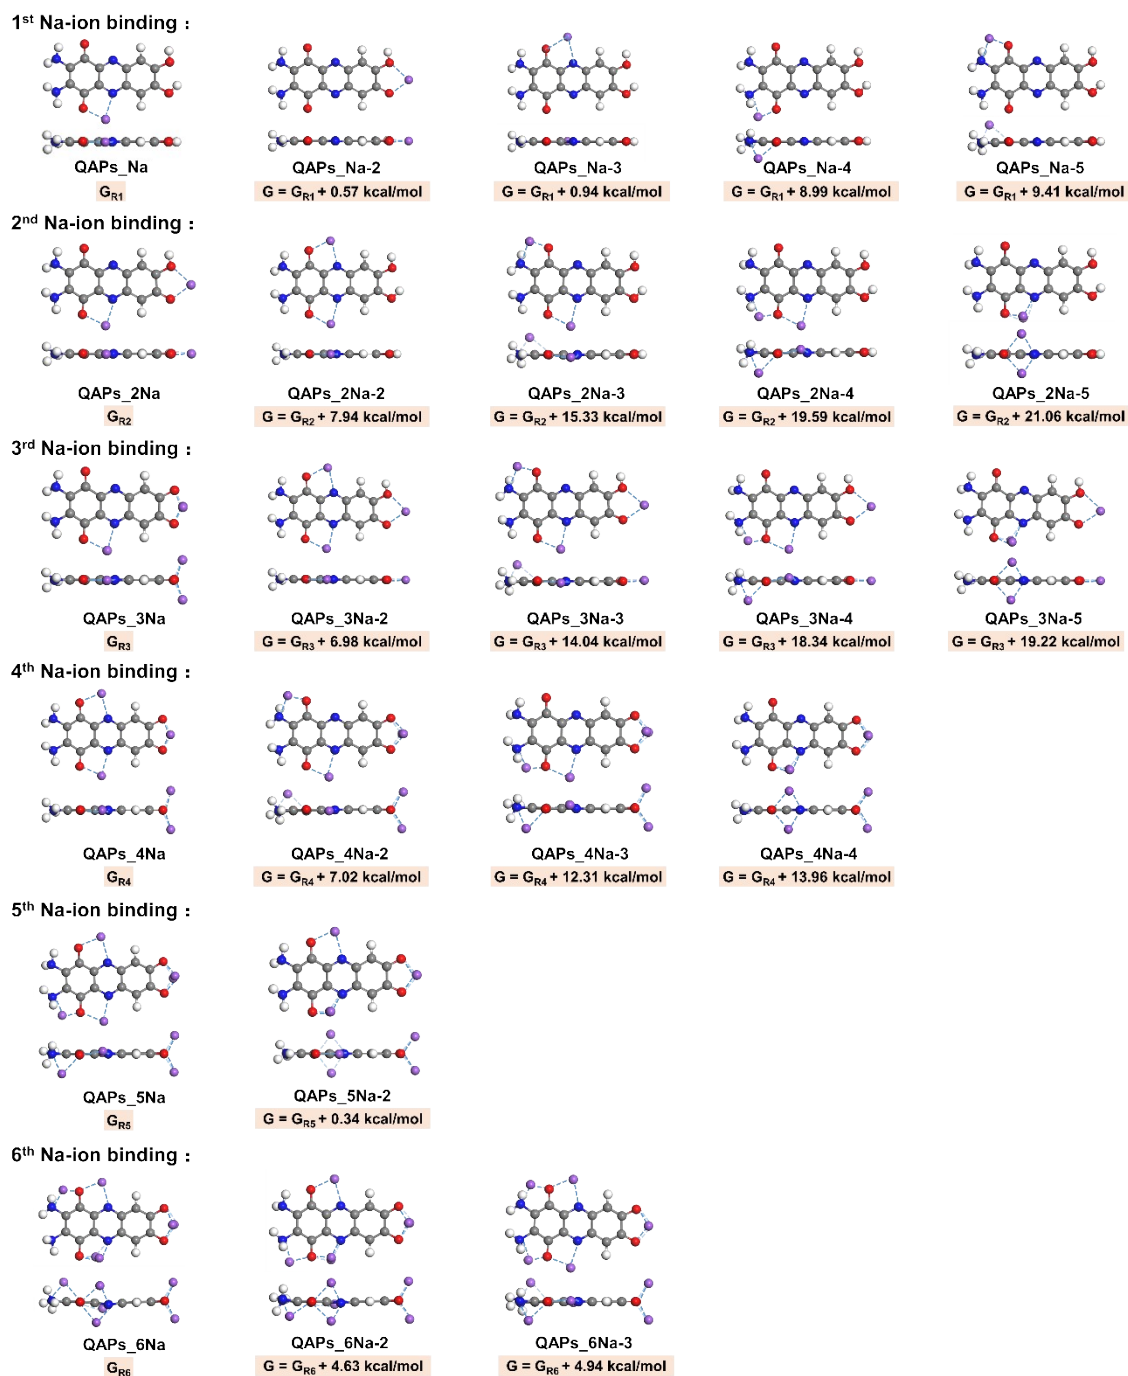 1st Na-ion binding :
QAPs_Na QAPs_Na-2 QAPs_Na-3 QAPs_Na-4 QAPs_Na-5
GR1 G = GR1 + 0.57 kcal/mol G = GR1 + 0.94 kcal/mol G = GR1 + 8.99 kcal/mol G = GR1 + 9.41 kcal/mol
2nd Na-ion binding :
QAPs_2Na QAPs_2Na-2 QAPs_2Na-3 QAPs_2Na-4 QAPs_2Na-5
GR2 G = GR2 + 7.94 kcal/mol G = GR2 + 15.33 kcal/mol G = GR2 + 19.59 kcal/mol G = GR2 + 21.06 kcal/mol
3rd Na-ion binding :
QAPs_3Na QAPs_3Na-2 QAPs_3Na-3 QAPs_3Na-4 QAPs_3Na-5
GR3 G = GR3 + 6.98 kcal/mol G = GR3 + 14.04 kcal/mol G = GR3 + 18.34 kcal/mol G = GR3 + 19.22 kcal/mol
4th Na-ion binding :
QAPs_4Na QAPs_4Na-2 QAPs_4Na-3 QAPs_4Na-4
GR4 G = GR4 + 7.02 kcal/mol G = GR4 + 12.31 kcal/mol G = GR4 + 13.96 kcal/mol
5th Na-ion binding :
QAPs_5Na QAPs_5Na-2
GR5 G = GR5 + 0.34 kcal/mol
6th Na-ion binding :
QAPs_6Na QAPs_6Na-2 QAPs_6Na-3
GR6 G = GR6 + 4.63 kcal/mol G = GR6 + 4.94 kcal/mol